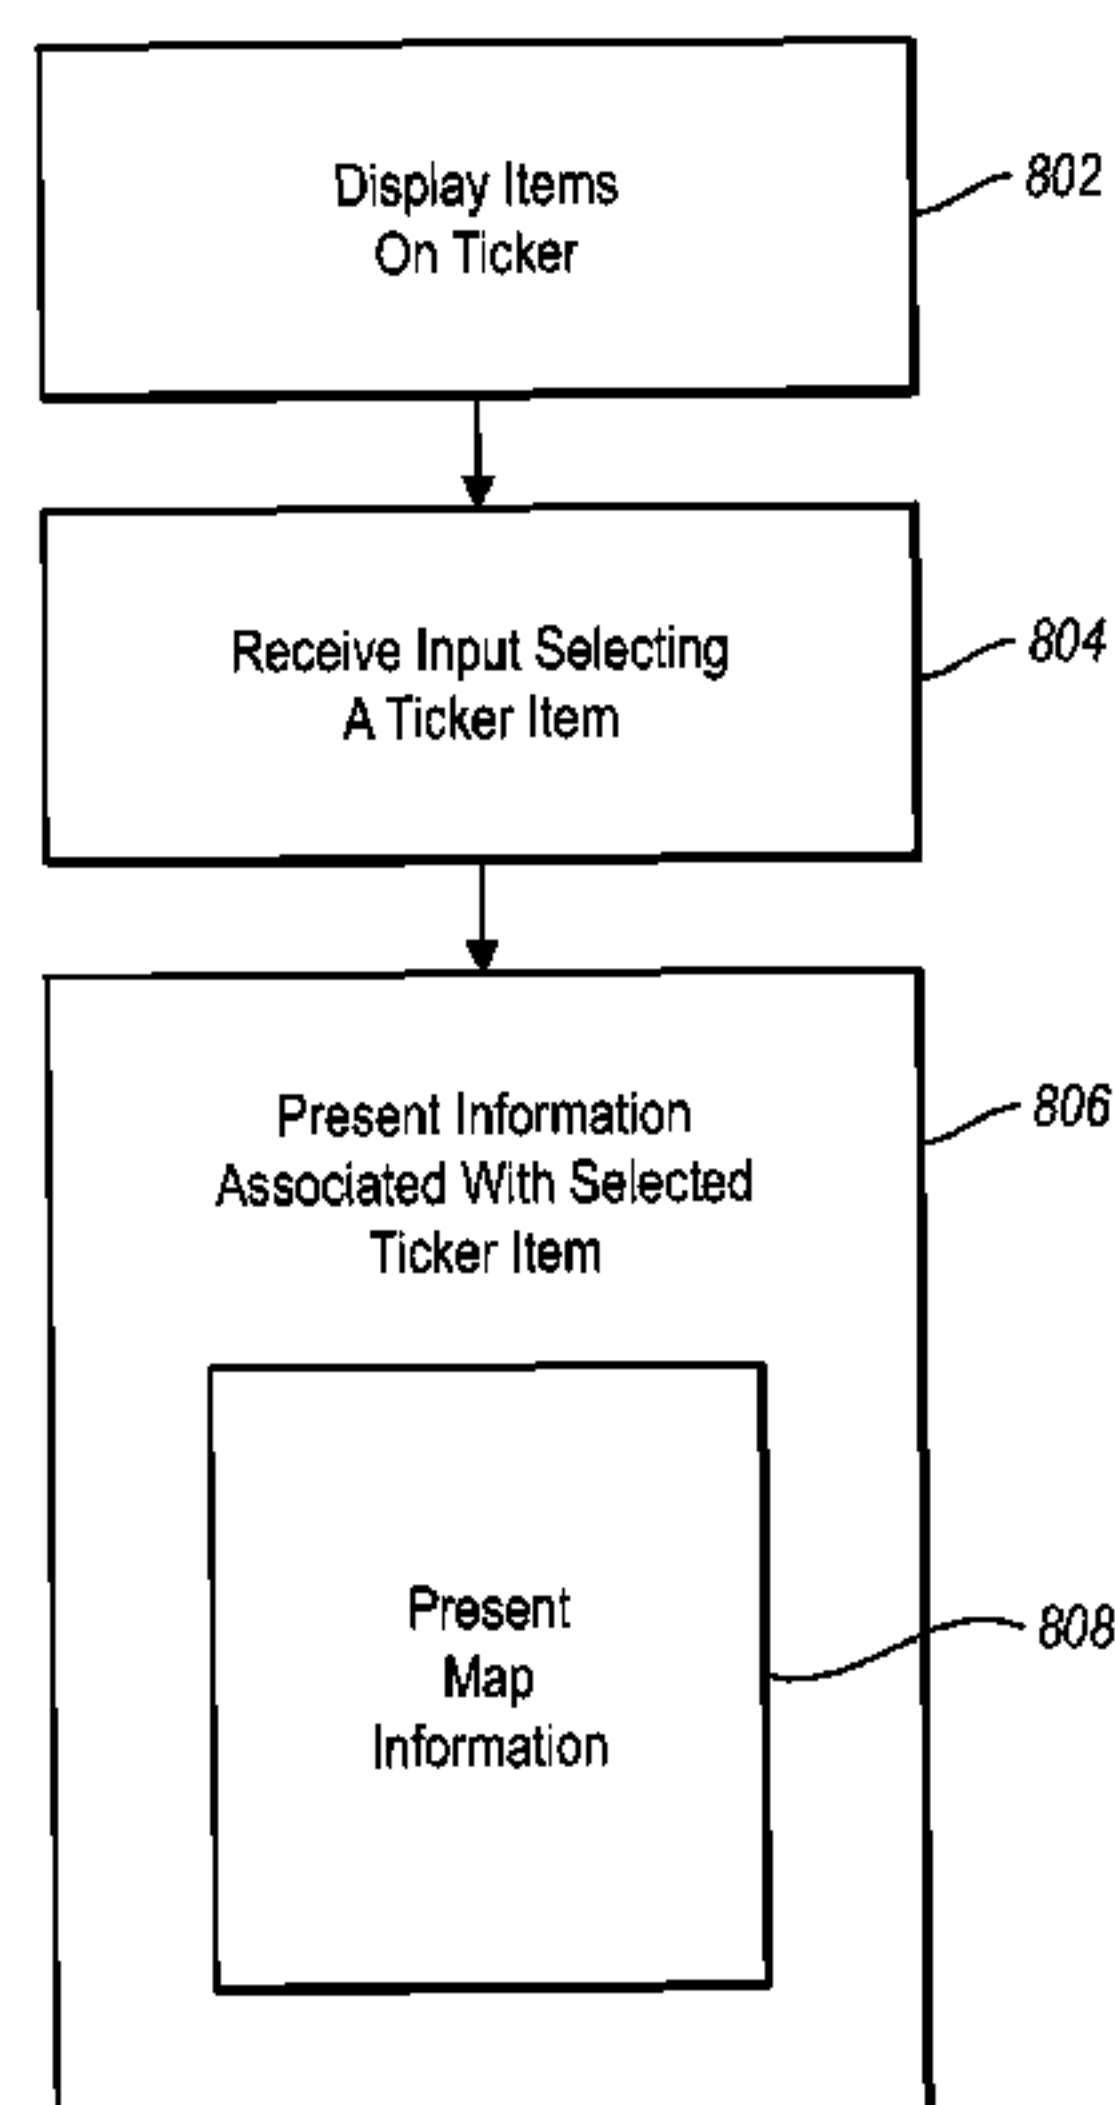 Display Items
On Ticker
802
Receive Input Selecting
A Ticker Item
804
Present Information
Associated With Selected
Ticker Item
806
Present
Map
Information
808